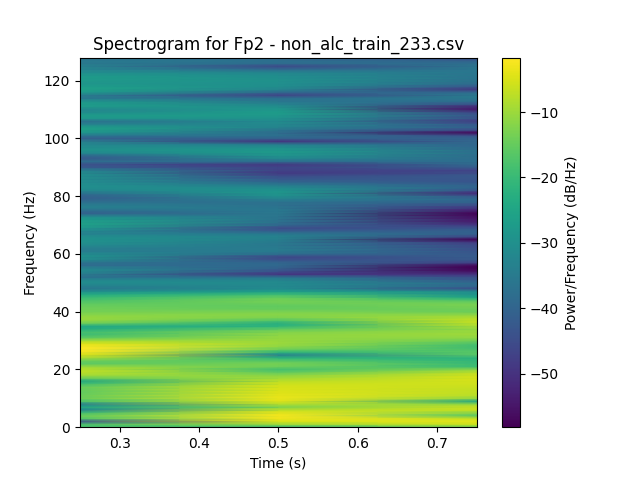 Spectrogram for Fp2 - non_alc_train_233.csv
120
100
80
60
40
20
0
Frequency (Hz)
0.3 0.4 0.5 0.6 0.7
Time (s)
−10
−20
−30
−40
−50
Power/Frequency (dB/Hz)